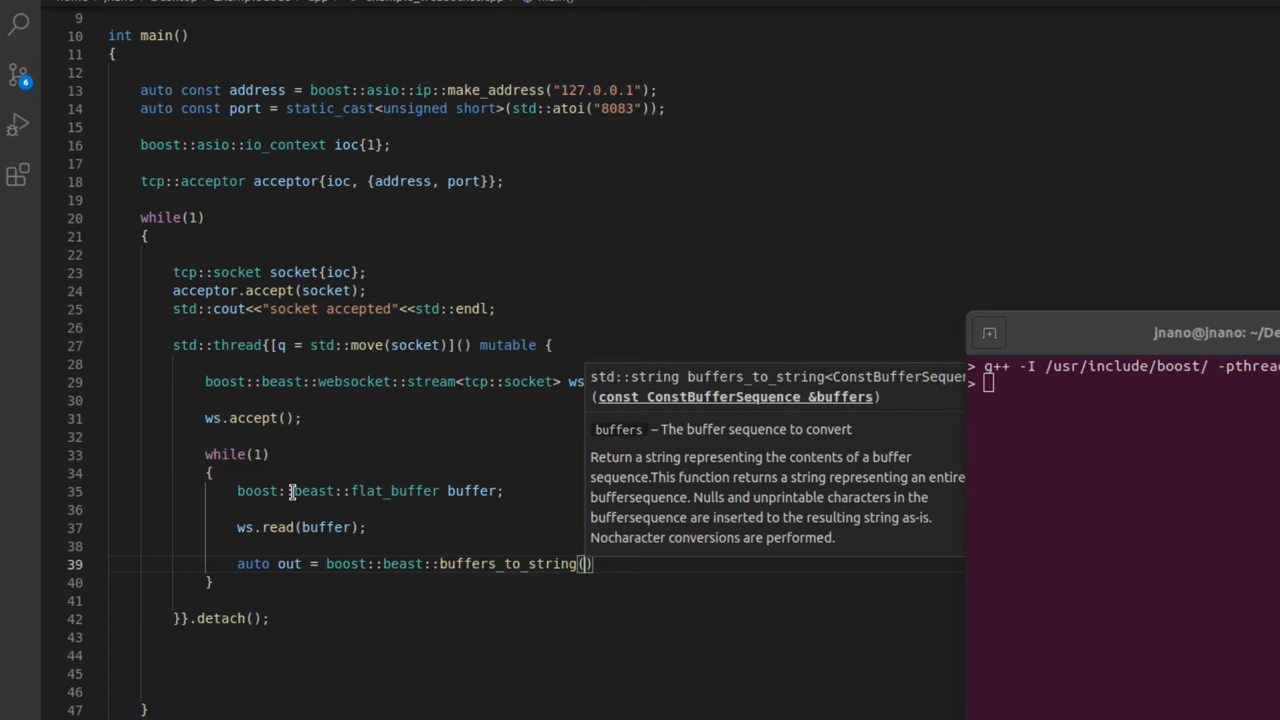 9
10 int main()
11 {
12
13 auto const address = boost::asio::ip::make_address("127.0.0.1");
14 auto const port = static_cast<unsigned short>(std::atoi("8083"));
15
16 boost::asio::io_context ioc{1};
17
18 tcp::acceptor acceptor{ioc, {address, port}};
19
20 while(1)
21 {
22
23 tcp::socket socket{ioc};
24 acceptor.accept(socket);
25 std::cout<<"socket accepted"<<std::endl;
26
27 std::thread{[q = std::move(socket)]() mutable {
28
29 boost::beast::websocket::stream<tcp::socket> ws
30
31 ws.accept();
32
33 while(1)
34 {
35 boost::beast::flat_buffer buffer;
36
37 ws.read(buffer);
38
39 auto out = boost::beast::buffers_to_string()
40 }
41
42 }}.detach();
43
44
45
46
47 }
6
std::string buffers_to_string<ConstBufferSequen
(const ConstBufferSequence &buffers)
buffers – The buffer sequence to convert
Return a string representing the contents of a buffer
sequence.This function returns a string representing an entire
buffersequence. Nulls and unprintable characters in the
buffersequence are inserted to the resulting string as-is.
Nocharacter conversions are performed.
jnano@jnano: ~/De
> g++ -I /usr/include/boost/ -pthrea
>